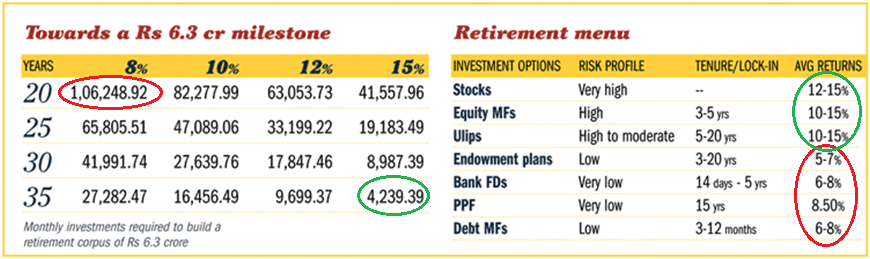 Towards a Rs 6.3 cr milestone
YEARS 8% 10% 12% 15%
20 1,06,248.92 82,277.99 63,053.73 41,557.96
25 65,805.51 47,089.06 33,199.22 19,183.49
30 41,991.74 27,639.76 17,847.46 8,987.39
35 27,282.47 16,456.49 9,699.37 4,239.39
Monthly investments required to build a
retirement corpus of Rs 6.3 crore
Retirement menu
INVESTMENT OPTIONS RISK PROFILE TENURE/LOCK-IN AVG RETURNS
Stocks Very high -- 12-15%
Equity MFs High 3-5 yrs 10-15%
Ulips High to moderate 5-20 yrs 10-15%
Endowment plans Low 3-20 yrs 5-7%
Bank FDs Very low 14 days - 5 yrs 6-8%
PPF Very low 15 yrs 8.50%
Debt MFs Low 3-12 months 6-8%